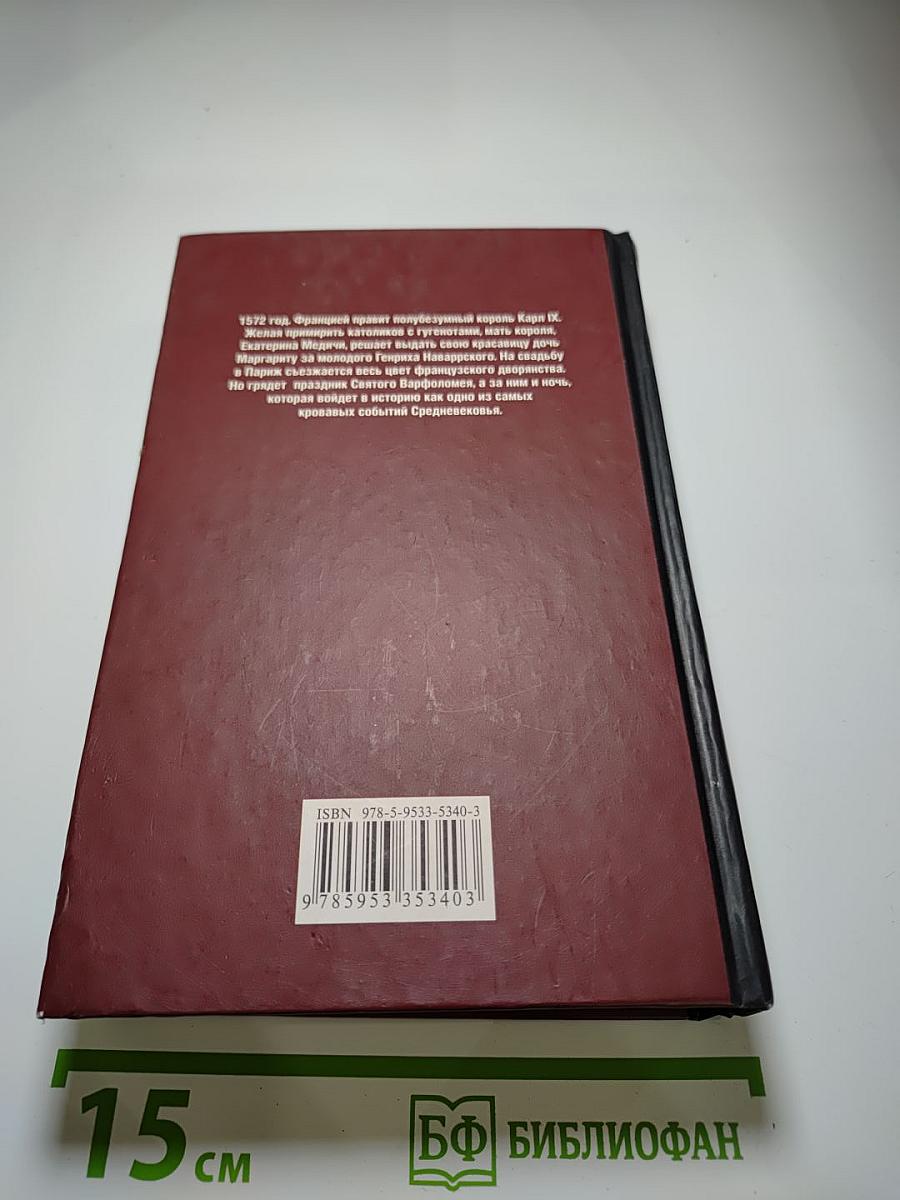 1572 год. Францией правит полубезумный король Карл IX.
Желая примирить католиков с гугенотами, мать короля,
Екатерина Медичи, решает выдать свою красавицу дочь
Маргариту за молодого Генриха Наваррского. На свадьбу
в Париж съезжается весь цвет французского дворянства.
Но грядет праздник Святого Варфоломея, а за ним и ночь,
которая войдет в историю как одно из самых
кровавых событий Средневековья.
ISBN 978-5-9533-5340-3
9 785953 353403
15 см
БФ БИБЛИОФАН